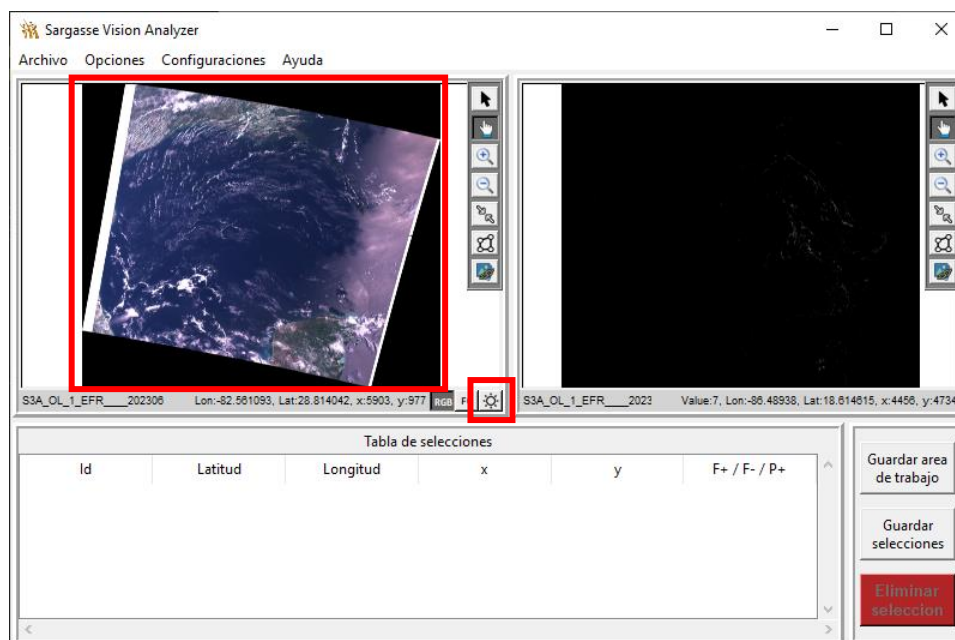 Sargasse Vision Analyzer
Archivo Opciones Configuraciones Ayuda
S3A_OL_1_EFR____202306 Lon:-82.561093, Lat:28.814042, x:5903, y:977 RGB
S3A_OL_1_EFR____2023 Value:7, Lon:-86.48938, Lat:18.614615, x:4456, y:4734
Tabla de selecciones
Id Latitud Longitud x y F+ / F- / P+
Guardar area
de trabajo
Guardar
selecciones
Eliminar
seleccion